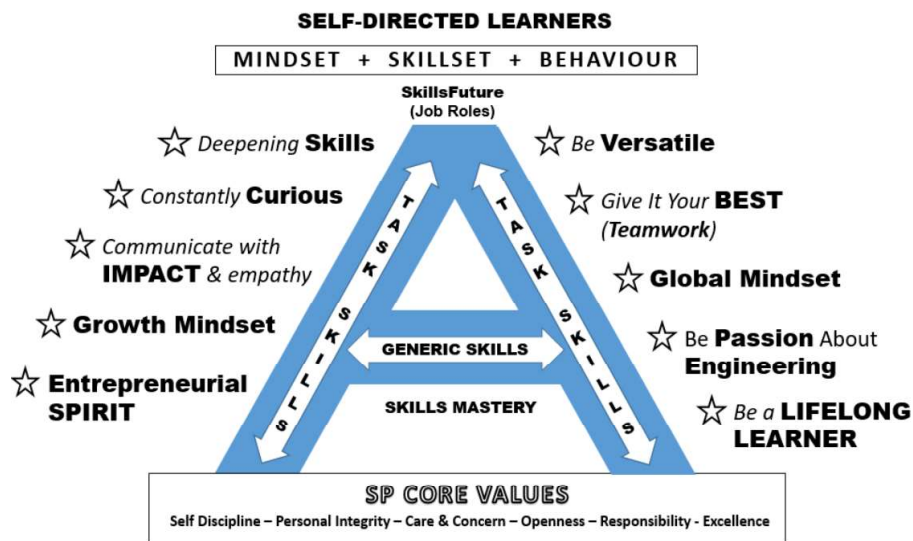 SELF-DIRECTED LEARNERS
MINDSET + SKILLSET + BEHAVIOUR
SkillsFuture
(Job Roles)
Deepening Skills
Constantly Curious
Communicate with
IMPACT & empathy
Growth Mindset
Entrepreneurial
SPIRIT
TASK SKILLS
TASK SKILLS
GENERIC SKILLS
SKILLS MASTERY
Be Versatile
Give It Your BEST
(Teamwork)
Global Mindset
Be Passion About
Engineering
Be a LIFELONG
LEARNER
SP CORE VALUES
Self Discipline – Personal Integrity – Care & Concern – Openness – Responsibility - Excellence